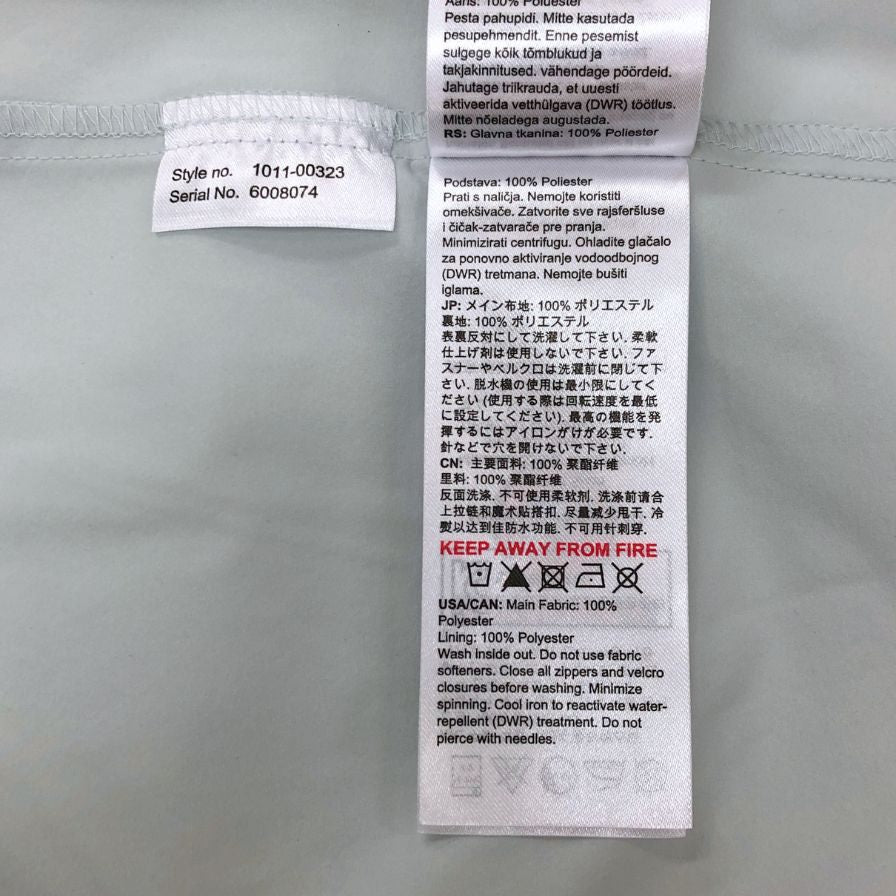 Aaris: 100% Polüester
Pesta pahupidi. Mitte kasutada
pesupehmendit. Enne pesemist
sulgege kõik tõmblukud ja
takjakinnitused. vähendage pöördeid.
Jahutage triikrauda, et uuesti
aktiveerida vetthülgava (DWR) töötlus.
Mitte nõeladega augustada.
RS: Glavna tkanina: 100% Poliester
Style no. 1011-00323
Serial No. 6008074
Podstava: 100% Poliester
Prati s naličja. Nemojte koristiti
omekšivače. Zatvorite sve rajsferšluse
i čičak-zatvarače pre pranja.
Minimizirati centrifugu. Ohladite glačalo
za ponovno aktiviranje vodoodbojnog
(DWR) tretmana. Nemojte bušiti
iglama.
JP: メイン布地: 100% ポリエステル
裏地: 100% ポリエステル
表裏反対にして洗濯して下さい. 柔軟
仕上げ剤は使用しないで下さい. ファ
スナーやベルクロは洗濯前に閉じて下
さい. 脱水機の使用は最小限にしてく
ださい (使用する際は回転速度を最低
に設定してください). 最高の機能を発
揮するにはアイロンがけが必要です.
針などで穴を開けないで下さい.
CN: 主要面料: 100% 聚酯纤维
里料: 100% 聚酯纤维
反面洗涤. 不可使用柔软剂. 洗涤前请合
上拉链和魔术贴搭扣. 尽量减少甩干. 冷
熨以达到佳防水功能. 不可用针刺穿.
KEEP AWAY FROM FIRE
USA/CAN: Main Fabric: 100%
Polyester
Lining: 100% Polyester
Wash inside out. Do not use fabric
softeners. Close all zippers and velcro
closures before washing. Minimize
spinning. Cool iron to reactivate water-
repellent (DWR) treatment. Do not
pierce with needles.